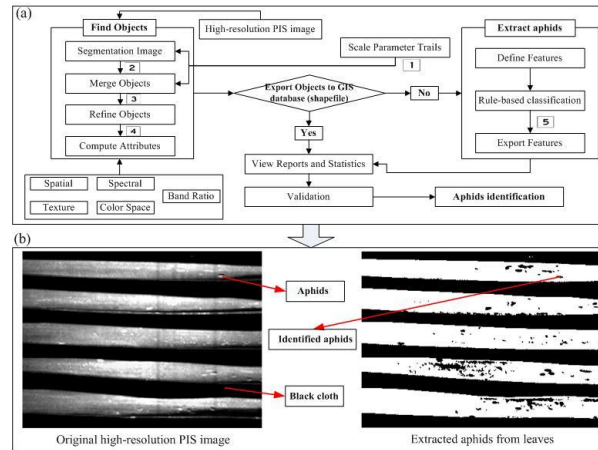 (a)
Find Objects
High-resolution PIS image
Extract aphids
Segmentation Image
Scale Parameter Trails
Define Features
2
1
Merge Objects
Export Objects to GIS
database (shapefile)
No
Rule-based classification
3
Refine Objects
5
4
Yes
Compute Attributes
Export Features
View Reports and Statistics
Spatial
Spectral
Band Ratio
Validation
Aphids identification
Texture
Color Space
(b)
Aphids
Identified aphids
Black cloth
Original high-resolution PIS image
Extracted aphids from leaves